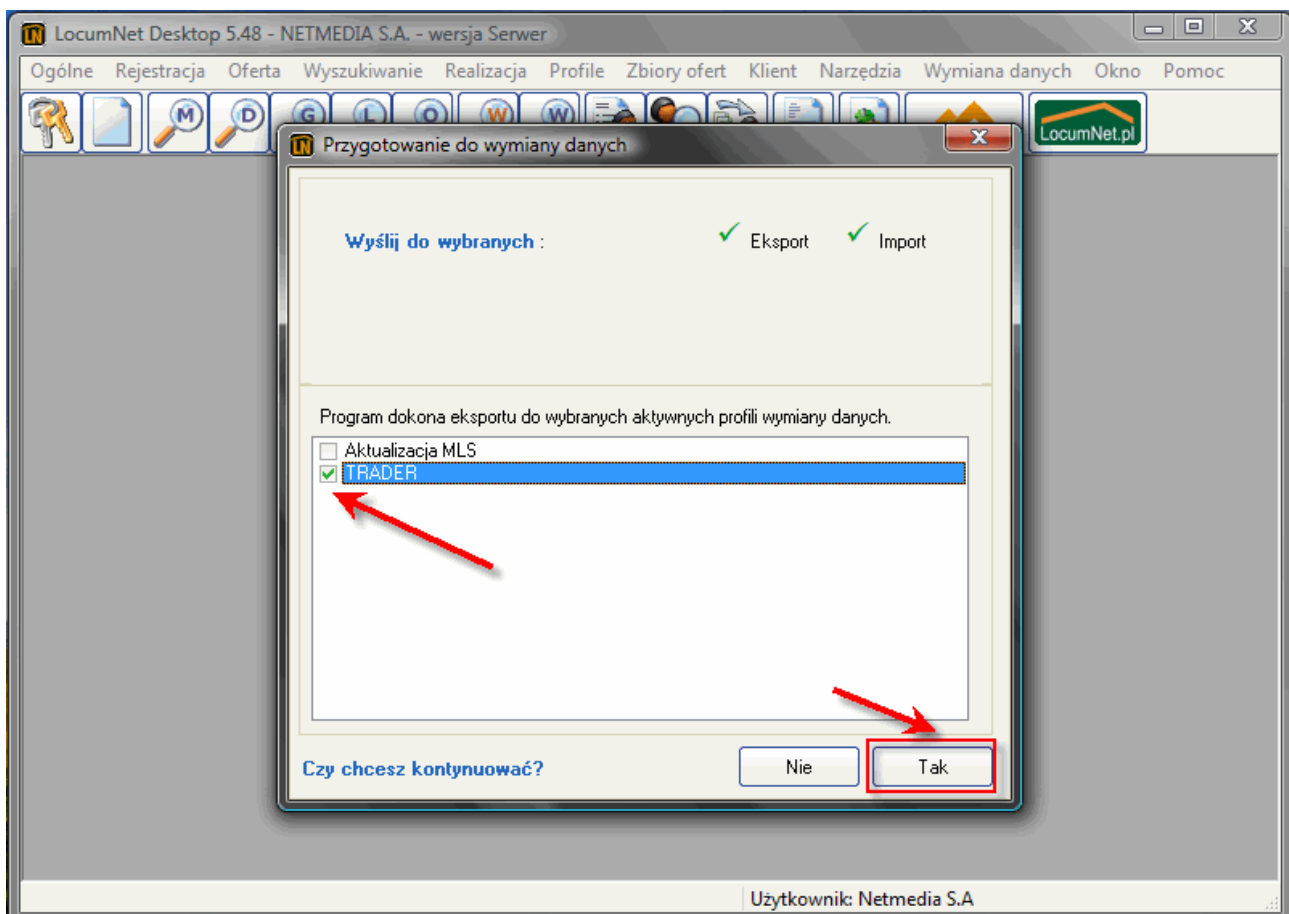 LocumNet Desktop 5.48 - NETMEDIA S.A. - wersja Serwer
Ogólne Rejestracja Oferta Wyszukiwanie Realizacja Profile Zbiory ofert Klient Narzędzia Wymiana danych Okno Pomoc
M D G L O W W LocumNet.pl
Przygotowanie do wymiany danych
Wyślij do wybranych : Eksport Import
Program dokona eksportu do wybranych aktywnych profili wymiany danych.
Aktualizacja MLS
TRADER
Czy chcesz kontynuować? Nie Tak
Użytkownik: Netmedia S.A